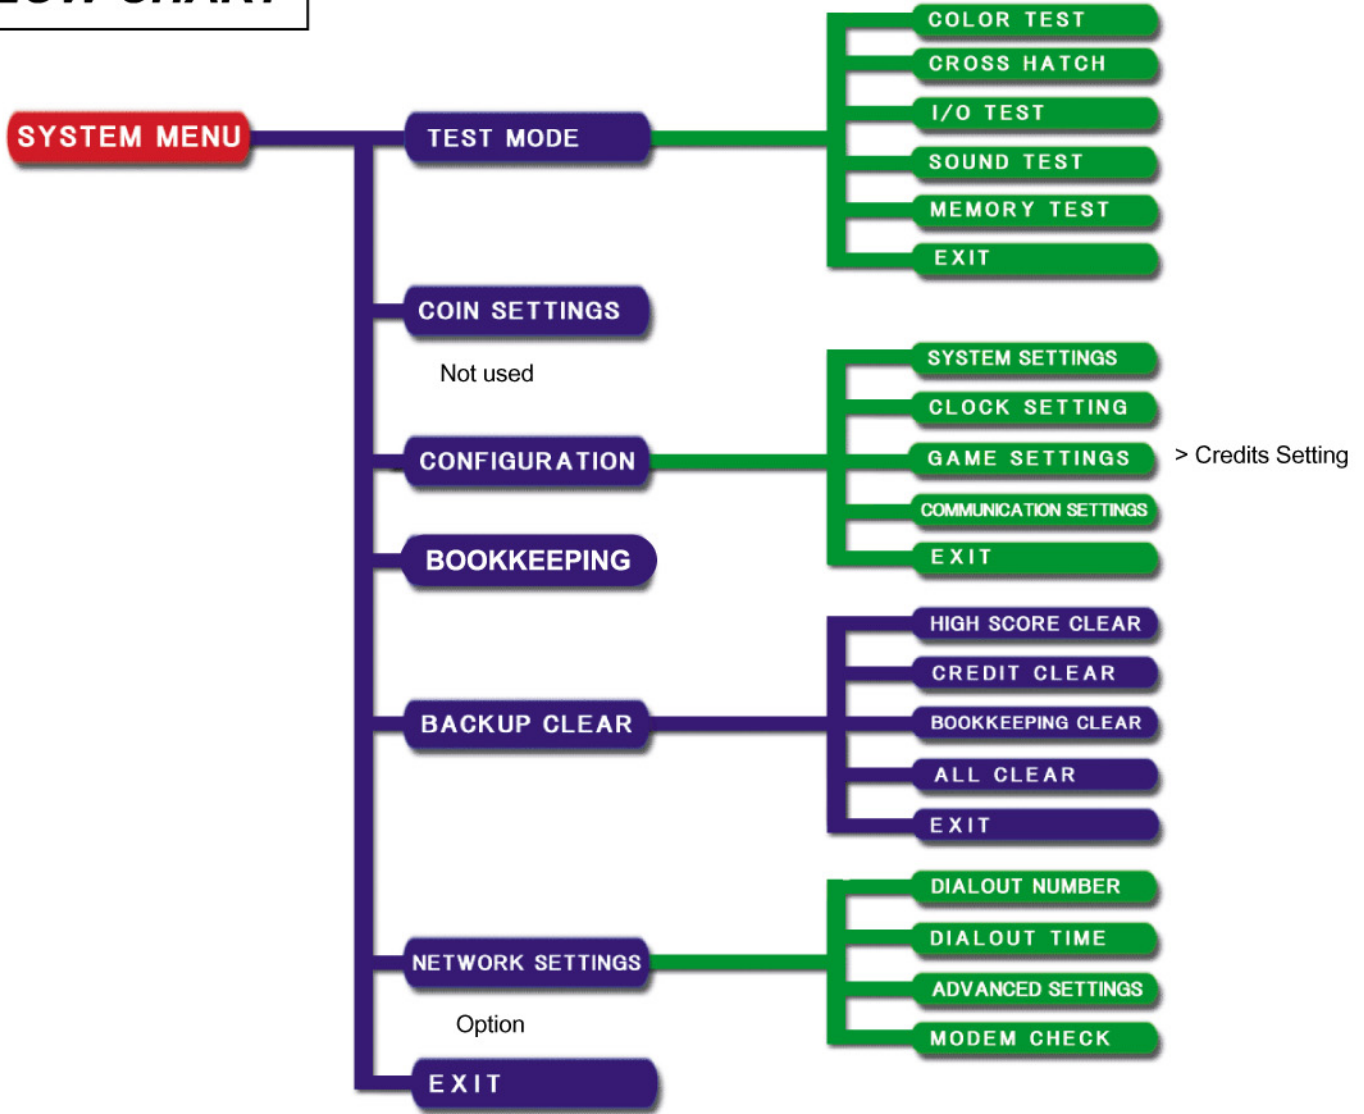 CHART
SYSTEM MENU
TEST MODE
COLOR TEST
CROSS HATCH
I/O TEST
SOUND TEST
MEMORY TEST
EXIT
COIN SETTINGS
Not used
CONFIGURATION
SYSTEM SETTINGS
CLOCK SETTING
GAME SETTINGS > Credits Setting
COMMUNICATION SETTINGS
EXIT
BOOKKEEPING
BACKUP CLEAR
HIGH SCORE CLEAR
CREDIT CLEAR
BOOKKEEPING CLEAR
ALL CLEAR
EXIT
NETWORK SETTINGS
Option
DIALOUT NUMBER
DIALOUT TIME
ADVANCED SETTINGS
MODEM CHECK
EXIT